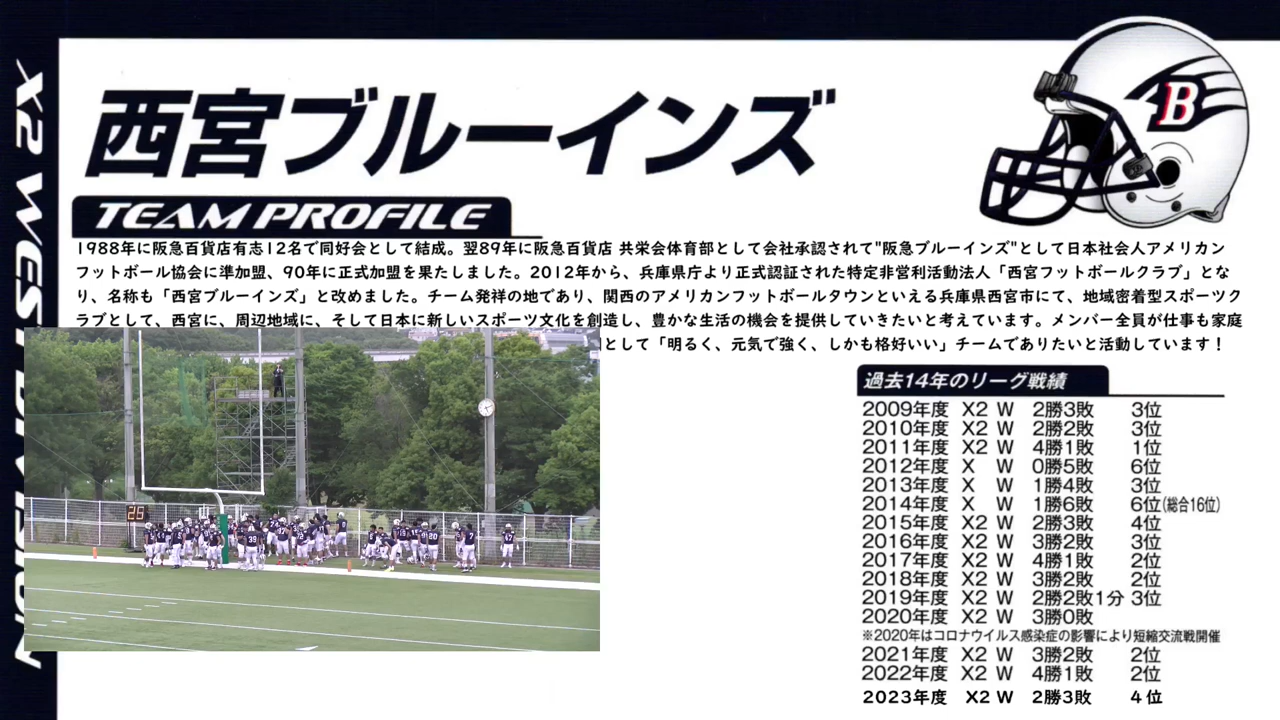 X2 WEST DIVISION
西宮ブルーインズ
B
TEAM PROFILE
1988年に阪急百貨店有志12名で同好会として結成。翌89年に阪急百貨店 共栄会体育部として会社承認されて"阪急ブルーインズ"として日本社会人アメリカン
フットボール協会に準加盟、90年に正式加盟を果たしました。2012年から、兵庫県庁より正式認証された特定非営利活動法人「西宮フットボールクラブ」とな
り、名称も「西宮ブルーインズ」と改めました。チーム発祥の地であり、関西のアメリカンフットボールタウンといえる兵庫県西宮市にて、地域密着型スポーツク
ラブとして、西宮に、周辺地域に、そして日本に新しいスポーツ文化を創造し、豊かな生活の機会を提供していきたいと考えています。メンバー全員が仕事も家庭
として「明るく、元気で強く、しかも格好いい」チームでありたいと活動しています！
26
39
20
7
47
過去14年のリーグ戦績
2009年度 X2 W 2勝3敗 3位
2010年度 X2 W 2勝2敗 3位
2011年度 X2 W 4勝1敗 1位
2012年度 X W 0勝5敗 6位
2013年度 X W 1勝4敗 3位
2014年度 X W 1勝6敗 6位(総合16位)
2015年度 X2 W 2勝3敗 4位
2016年度 X2 W 3勝2敗 3位
2017年度 X2 W 4勝1敗 2位
2018年度 X2 W 3勝2敗 2位
2019年度 X2 W 2勝2敗1分 3位
2020年度 X2 W 3勝0敗
※2020年はコロナウイルス感染症の影響により短縮交流戦開催
2021年度 X2 W 3勝2敗 2位
2022年度 X2 W 4勝1敗 2位
2023年度 X2 W 2勝3敗 4位